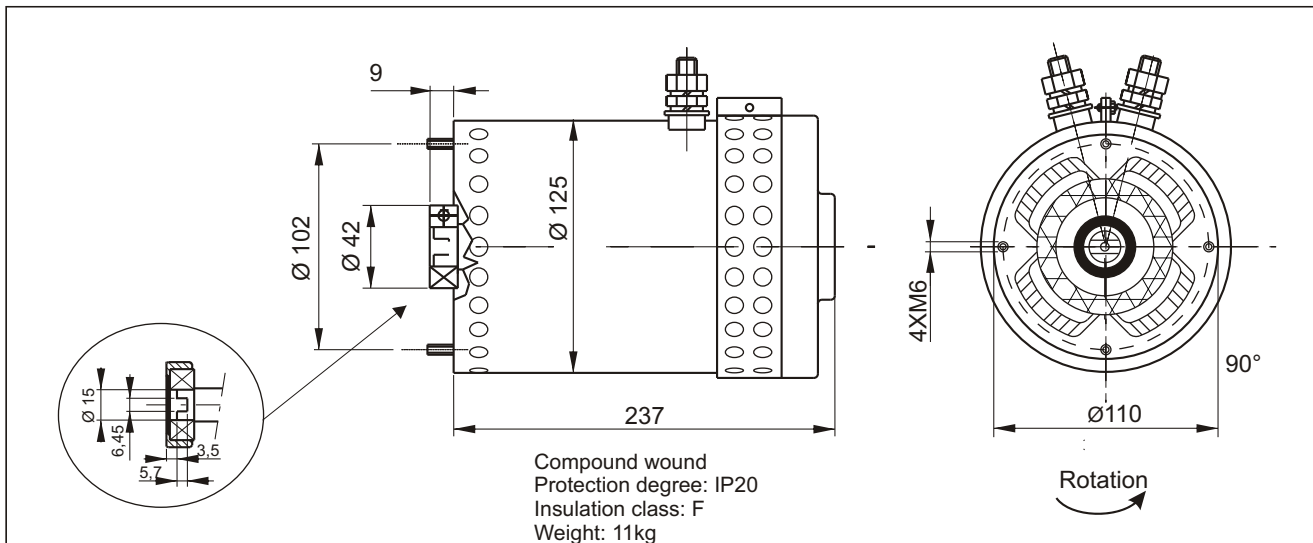 9
Ø 102
Ø 42
Ø 125
237
Ø 15
6,45
3,5
5,7
4XM6
90°
Ø110
Compound wound
Protection degree: IP20
Insulation class: F
Weight: 11kg
Rotation